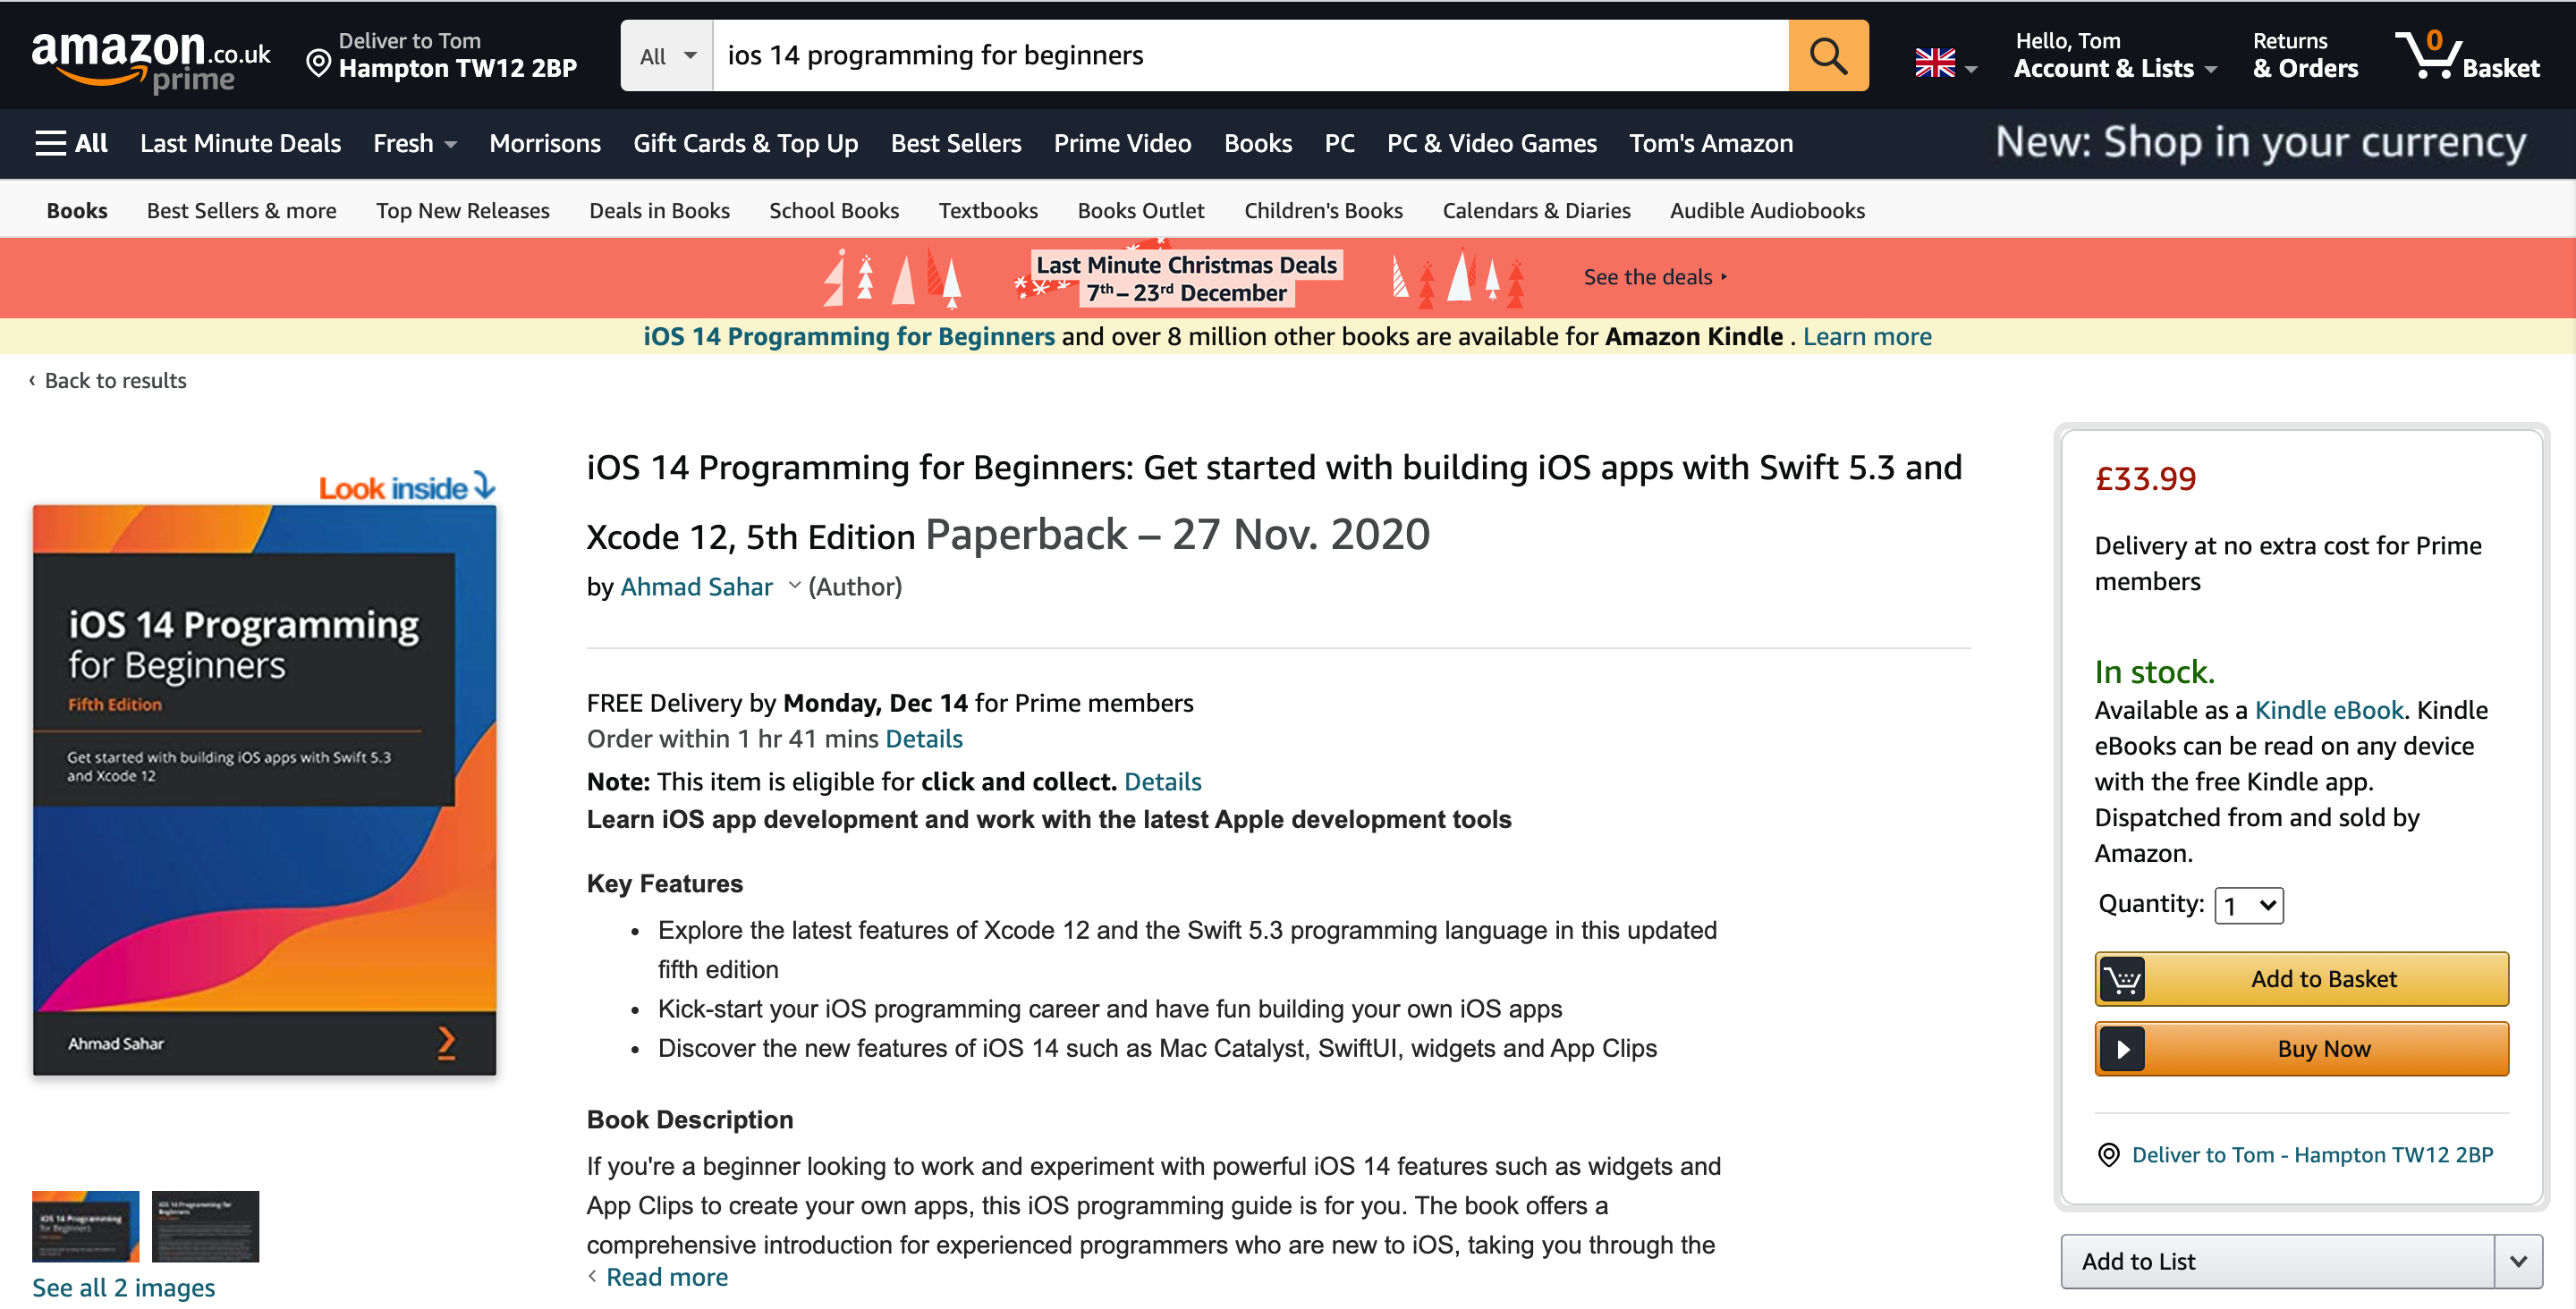 amazon.co.uk
prime
Deliver to Tom
Hampton TW12 2BP
All
ios 14 programming for beginners
Hello, Tom
Account & Lists
Returns
& Orders
0
Basket
All
Last Minute Deals
Fresh
Morrisons
Gift Cards & Top Up
Best Sellers
Prime Video
Books
PC
PC & Video Games
Tom's Amazon
New: Shop in your currency
Books
Best Sellers & more
Top New Releases
Deals in Books
School Books
Textbooks
Books Outlet
Children's Books
Calendars & Diaries
Audible Audiobooks
Last Minute Christmas Deals
7th – 23rd December
See the deals
iOS 14 Programming for Beginners and over 8 million other books are available for Amazon Kindle . Learn more
‹ Back to results
Look inside
iOS 14 Programming
for Beginners
Fifth Edition
Get started with building iOS apps with Swift 5.3
and Xcode 12
Ahmad Sahar
iOS 14 Programming
for Beginners
iOS 14 Programming for
Beginners
See all 2 images
iOS 14 Programming for Beginners: Get started with building iOS apps with Swift 5.3 and
Xcode 12, 5th Edition Paperback – 27 Nov. 2020
by Ahmad Sahar (Author)
FREE Delivery by Monday, Dec 14 for Prime members
Order within 1 hr 41 mins Details
Note: This item is eligible for click and collect. Details
Learn iOS app development and work with the latest Apple development tools
Key Features
• Explore the latest features of Xcode 12 and the Swift 5.3 programming language in this updated
fifth edition
• Kick-start your iOS programming career and have fun building your own iOS apps
• Discover the new features of iOS 14 such as Mac Catalyst, SwiftUI, widgets and App Clips
Book Description
If you're a beginner looking to work and experiment with powerful iOS 14 features such as widgets and
App Clips to create your own apps, this iOS programming guide is for you. The book offers a
comprehensive introduction for experienced programmers who are new to iOS, taking you through the
‹ Read more
£33.99
Delivery at no extra cost for Prime
members
In stock.
Available as a Kindle eBook. Kindle
eBooks can be read on any device
with the free Kindle app.
Dispatched from and sold by
Amazon.
Quantity: 1
Add to Basket
Buy Now
Deliver to Tom - Hampton TW12 2BP
Add to List